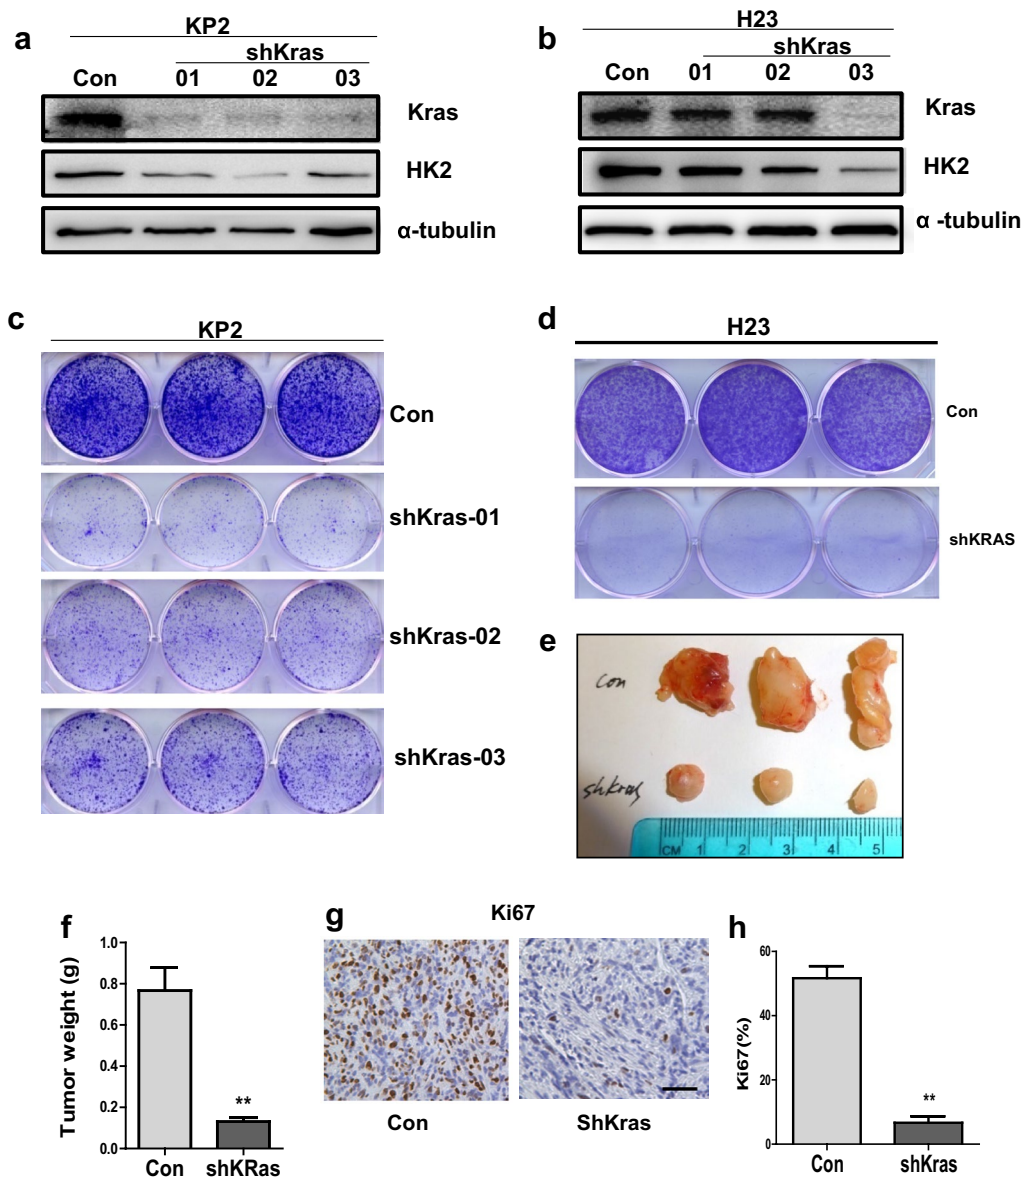 a
KP2
shKras
Con 01 02 03
Kras
HK2
α-tubulin
b
H23
shKras
Con 01 02 03
Kras
HK2
α -tubulin
c
KP2
Con
shKras-01
shKras-02
shKras-03
d
H23
Con
shKRAS
e
Con
shKras
CM 1 2 3 4 5
f
Tumor weight (g)
1.0
0.8
0.6
0.4
0.2
0.0
**
Con shKRas
g
Ki67
Con ShKras
h
Ki67(%)
60
40
20
0
**
Con shKras